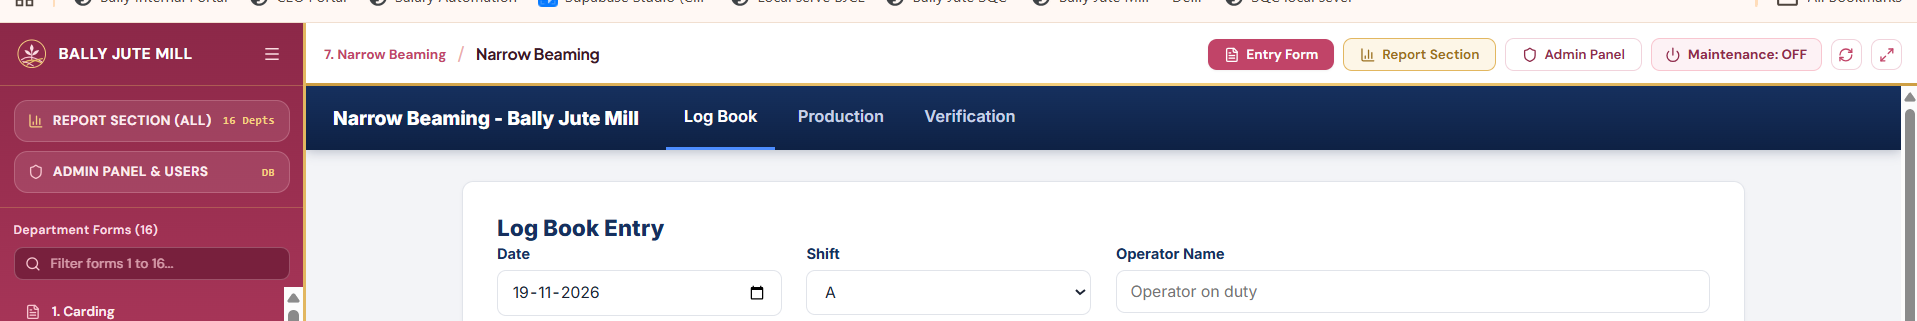 BALLY JUTE MILL
7. Narrow Beaming / Narrow Beaming
Entry Form
Report Section
Admin Panel
Maintenance: OFF
REPORT SECTION (ALL) 16 Depts
ADMIN PANEL & USERS DB
Department Forms (16)
Filter forms 1 to 16...
1. Carding
Narrow Beaming - Bally Jute Mill
Log Book
Production
Verification
Log Book Entry
Date
Shift
Operator Name
19-11-2026
A
Operator on duty